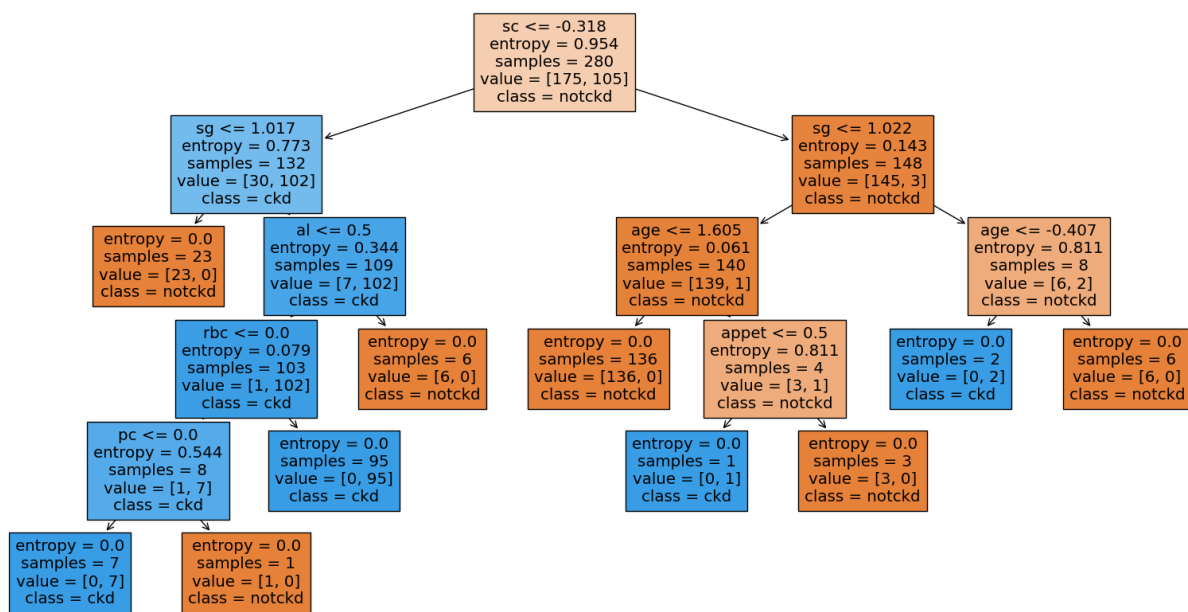 sc <= -0.318
entropy = 0.954
samples = 280
value = [175, 105]
class = notckd
sg <= 1.017
entropy = 0.773
samples = 132
value = [30, 102]
class = ckd
sg <= 1.022
entropy = 0.143
samples = 148
value = [145, 3]
class = notckd
entropy = 0.0
samples = 23
value = [23, 0]
class = notckd
al <= 0.5
entropy = 0.344
samples = 109
value = [7, 102]
class = ckd
age <= 1.605
entropy = 0.061
samples = 140
value = [139, 1]
class = notckd
age <= -0.407
entropy = 0.811
samples = 8
value = [6, 2]
class = notckd
rbc <= 0.0
entropy = 0.079
samples = 103
value = [1, 102]
class = ckd
entropy = 0.0
samples = 6
value = [6, 0]
class = notckd
entropy = 0.0
samples = 136
value = [136, 0]
class = notckd
appet <= 0.5
entropy = 0.811
samples = 4
value = [3, 1]
class = notckd
entropy = 0.0
samples = 2
value = [0, 2]
class = ckd
entropy = 0.0
samples = 6
value = [6, 0]
class = notckd
pc <= 0.0
entropy = 0.544
samples = 8
value = [1, 7]
class = ckd
entropy = 0.0
samples = 95
value = [0, 95]
class = ckd
entropy = 0.0
samples = 1
value = [0, 1]
class = ckd
entropy = 0.0
samples = 3
value = [3, 0]
class = notckd
entropy = 0.0
samples = 7
value = [0, 7]
class = ckd
entropy = 0.0
samples = 1
value = [1, 0]
class = notckd